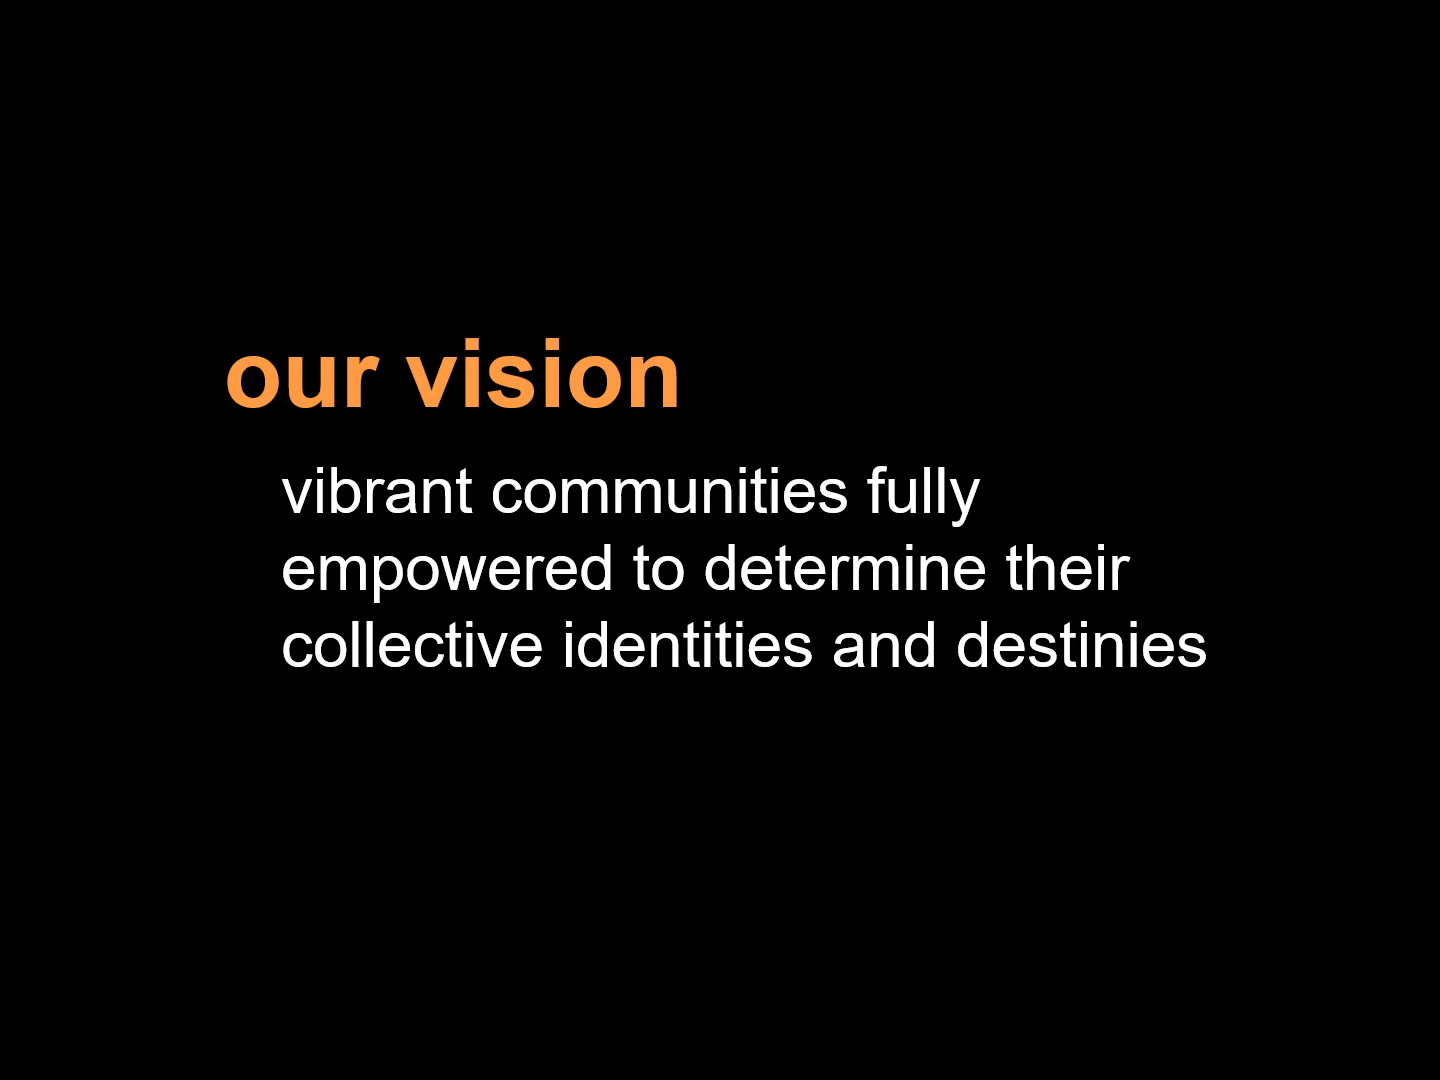 our vision
vibrant communities fully
empowered to determine their
collective identities and destinies